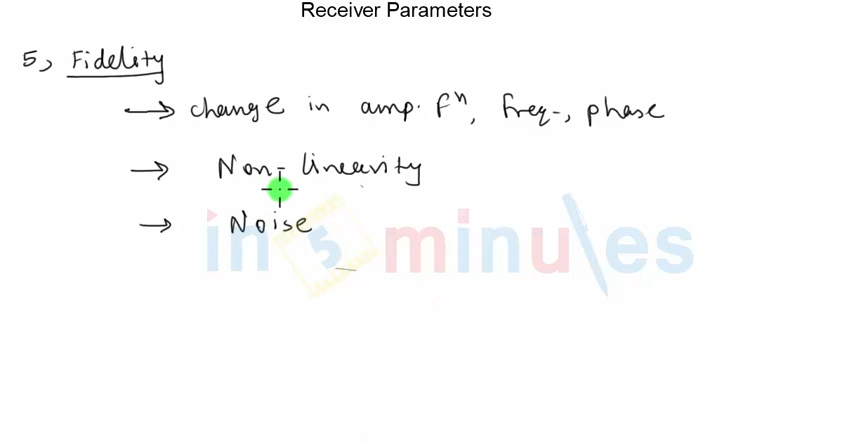 Receiver Parameters
5, Fidelity
→ change in amp. fⁿ, freq-, phase
→ Non-linearity
→ Noise
in 5 minutes